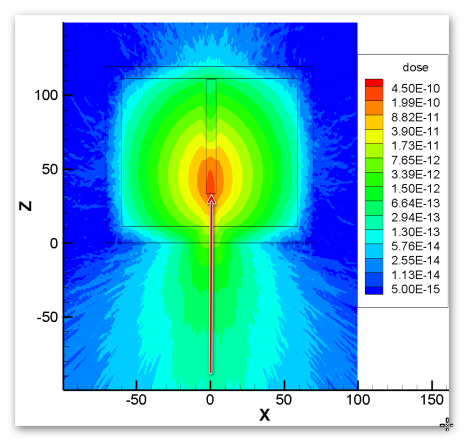 dose
4.50E-10
1.99E-10
8.82E-11
3.90E-11
1.73E-11
7.65E-12
3.39E-12
1.50E-12
6.64E-13
2.94E-13
1.30E-13
5.76E-14
2.55E-14
1.13E-14
5.00E-15
Z
100
50
0
-50
-50 0 50 100 150
X